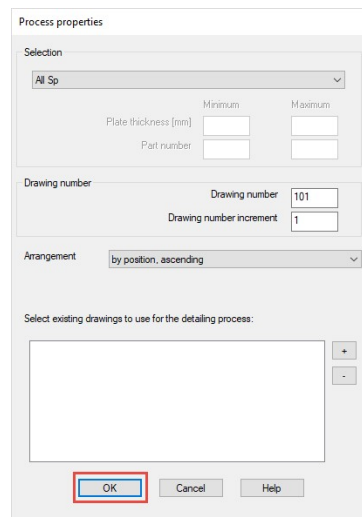 Process properties
Selection
All Sp
Minimum Maximum
Plate thickness [mm]
Part number
Drawing number
Drawing number 101
Drawing number increment 1
Arrangement by position, ascending
Select existing drawings to use for the detailing process:
+
-
OK Cancel Help